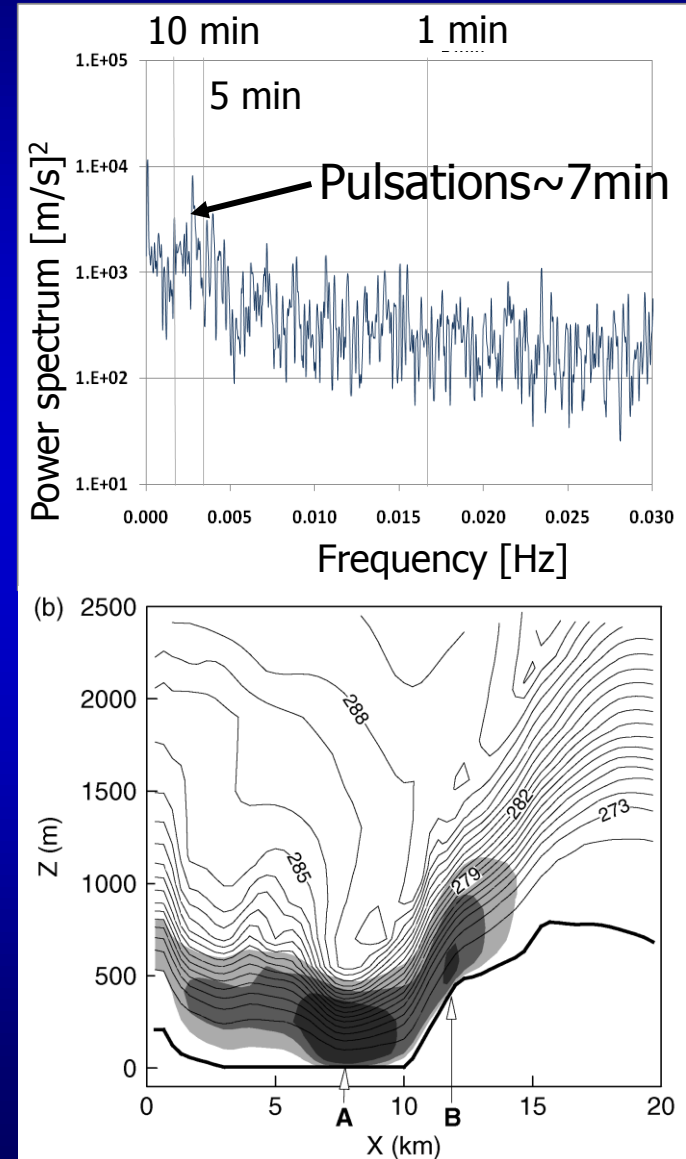 10 min
1 min
5 min
1.E+05
1.E+04
1.E+03
1.E+02
1.E+01
Power spectrum [m/s]²
Pulsations~7min
0.000 0.005 0.010 0.015 0.020 0.025 0.030
Frequency [Hz]
(b)
2500
2000
1500
1000
500
0
Z (m)
288
285
282
279
273
0 5 10 15 20
A B
X (km)